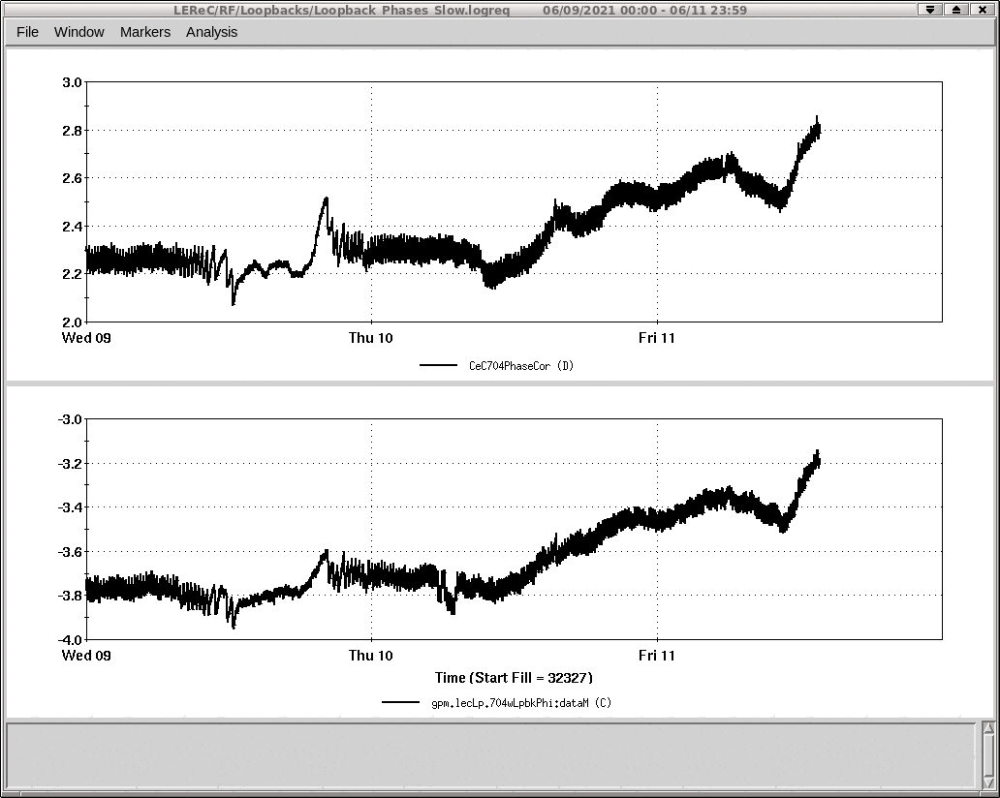 LEReC/RF/Loopbacks/Loopback Phases Slow.logreq 06/09/2021 00:00 - 06/11 23:59
File Window Markers Analysis
3.0
2.8
2.6
2.4
2.2
2.0
Wed 09 Thu 10 Fri 11
CeC704PhaseCor (D)
-3.0
-3.2
-3.4
-3.6
-3.8
-4.0
Wed 09 Thu 10 Fri 11
Time (Start Fill = 32327)
gpm.lecLp.704wLpbkPhi:dataM (C)